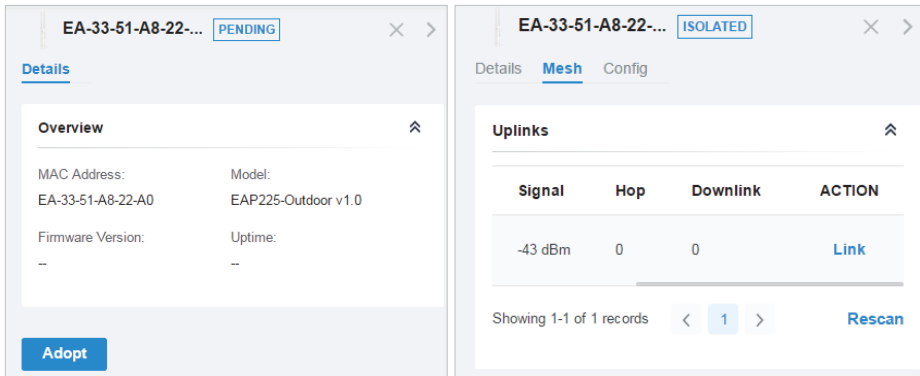 EA-33-51-A8-22-... PENDING
Details
Overview
MAC Address: Model:
EA-33-51-A8-22-A0 EAP225-Outdoor v1.0
Firmware Version: Uptime:
-- --
Adopt
EA-33-51-A8-22-... ISOLATED
Details Mesh Config
Uplinks
Signal Hop Downlink ACTION
-43 dBm 0 0 Link
Showing 1-1 of 1 records < 1 > Rescan